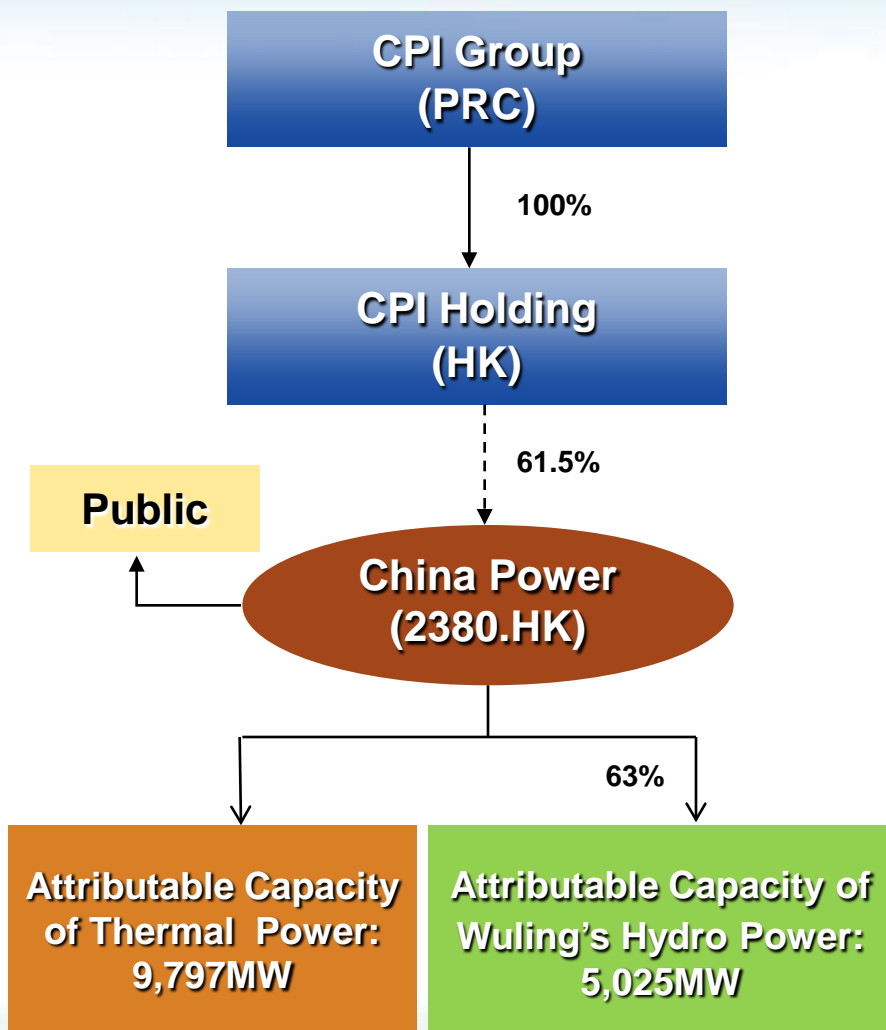 CPI Group
(PRC)
100%
CPI Holding
(HK)
61.5%
Public
China Power
(2380.HK)
63%
Attributable Capacity
of Thermal Power:
9,797MW
Attributable Capacity of
Wuling's Hydro Power:
5,025MW